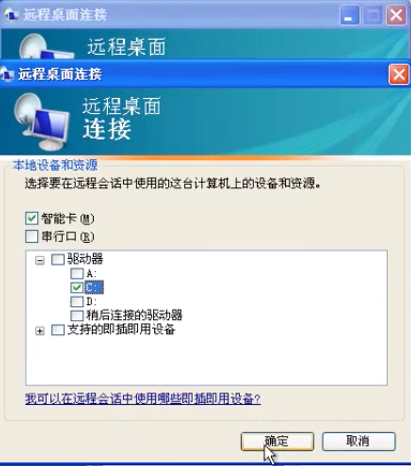 远程桌面连接
远程桌面
远程桌面连接
远程桌面
连接
本地设备和资源
选择要在远程会话中使用的这台计算机上的设备和资源。
智能卡(M)
串行口(R)
驱动器
A:
C:
D:
稍后连接的驱动器
支持的即插即用设备
我可以在远程会话中使用哪些即插即用设备?
确定
取消